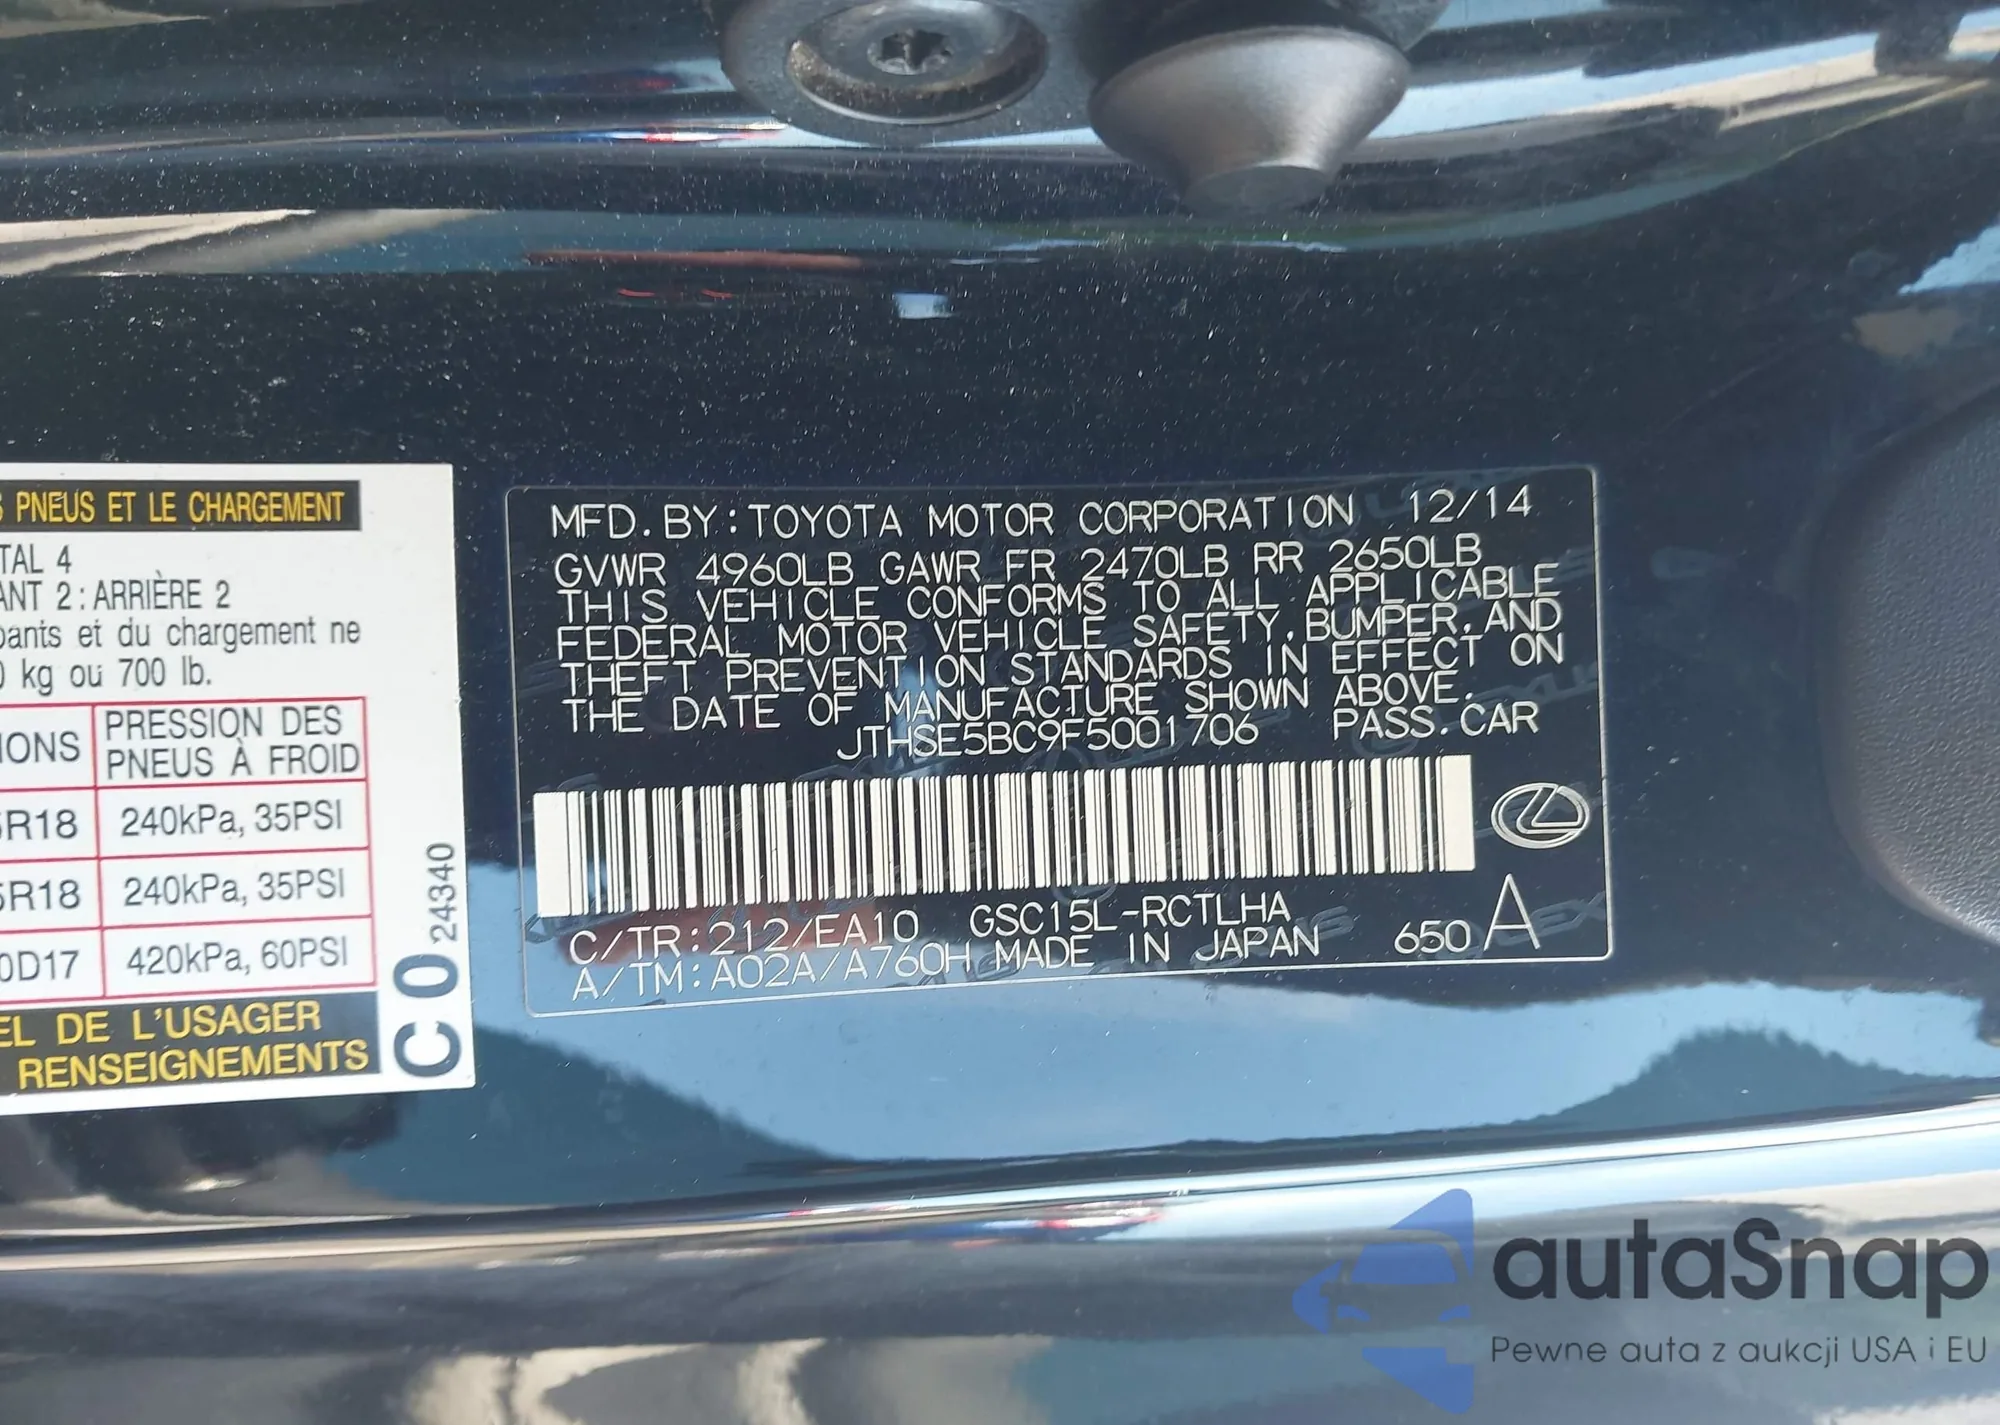 PNEUS ET LE CHARGEMENT
TAL 4
ANT 2 : ARRIÈRE 2
pants et du chargement ne
kg ou 700 lb.
IONS PRESSION DES
PNEUS À FROID
5R18 240kPa, 35PSI
5R18 240kPa, 35PSI
0D17 420kPa, 60PSI
EL DE L'USAGER
RENSEIGNEMENTS
C0 24340
MFD. BY: TOYOTA MOTOR CORPORATION 12/14
GVWR 4960LB GAWR FR 2470LB RR 2650LB
THIS VEHICLE CONFORMS TO ALL APPLICABLE
FEDERAL MOTOR VEHICLE SAFETY, BUMPER, AND
THEFT PREVENTION STANDARDS IN EFFECT ON
THE DATE OF MANUFACTURE SHOWN ABOVE.
JTHSE5BC9F5001706 PASS. CAR
C/TR: 212/EA10 GSC15L-RCTLHA
A/TM: A02A/A760H MADE IN JAPAN 650 A
autaSnap
Pewne auta z aukcji USA i EU